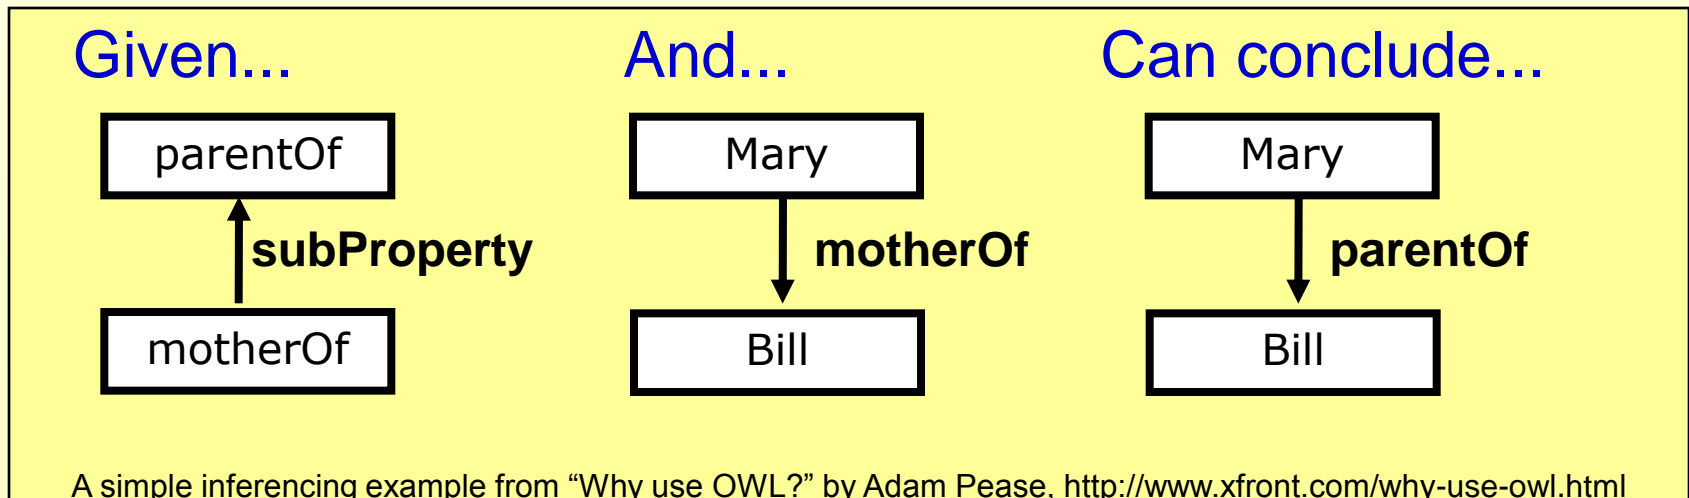 Given...
And...
Can conclude...
parentOf
subProperty
motherOf
Mary
motherOf
Bill
Mary
parentOf
Bill
A simple inferencing example from “Why use OWL?” by Adam Pease, http://www.xfront.com/why-use-owl.html